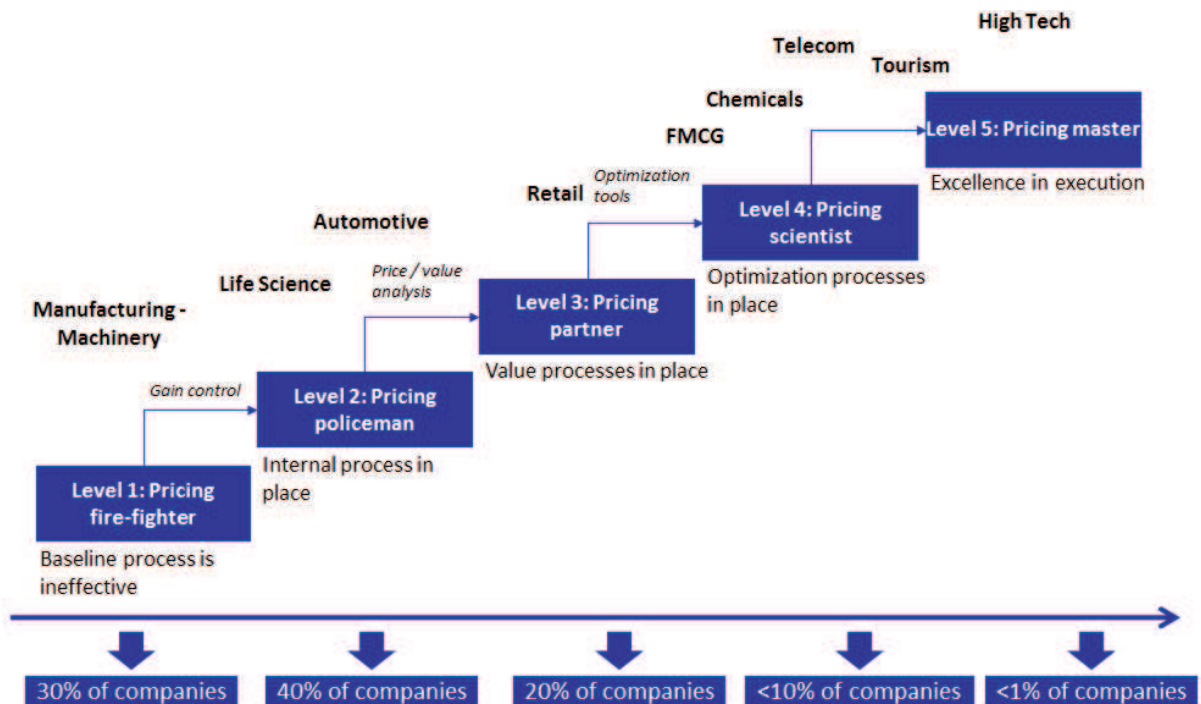 High Tech
Telecom
Tourism
Chemicals
Level 5: Pricing master
FMCG
Excellence in execution
Retail
Optimization
tools
Level 4: Pricing
scientist
Automotive
Optimization processes
in place
Life Science
Price / value
analysis
Level 3: Pricing
partner
Manufacturing -
Machinery
Value processes in place
Gain control
Level 2: Pricing
policeman
Internal process in
place
Level 1: Pricing
fire-fighter
Baseline process is
ineffective
30% of companies
40% of companies
20% of companies
<10% of companies
<1% of companies